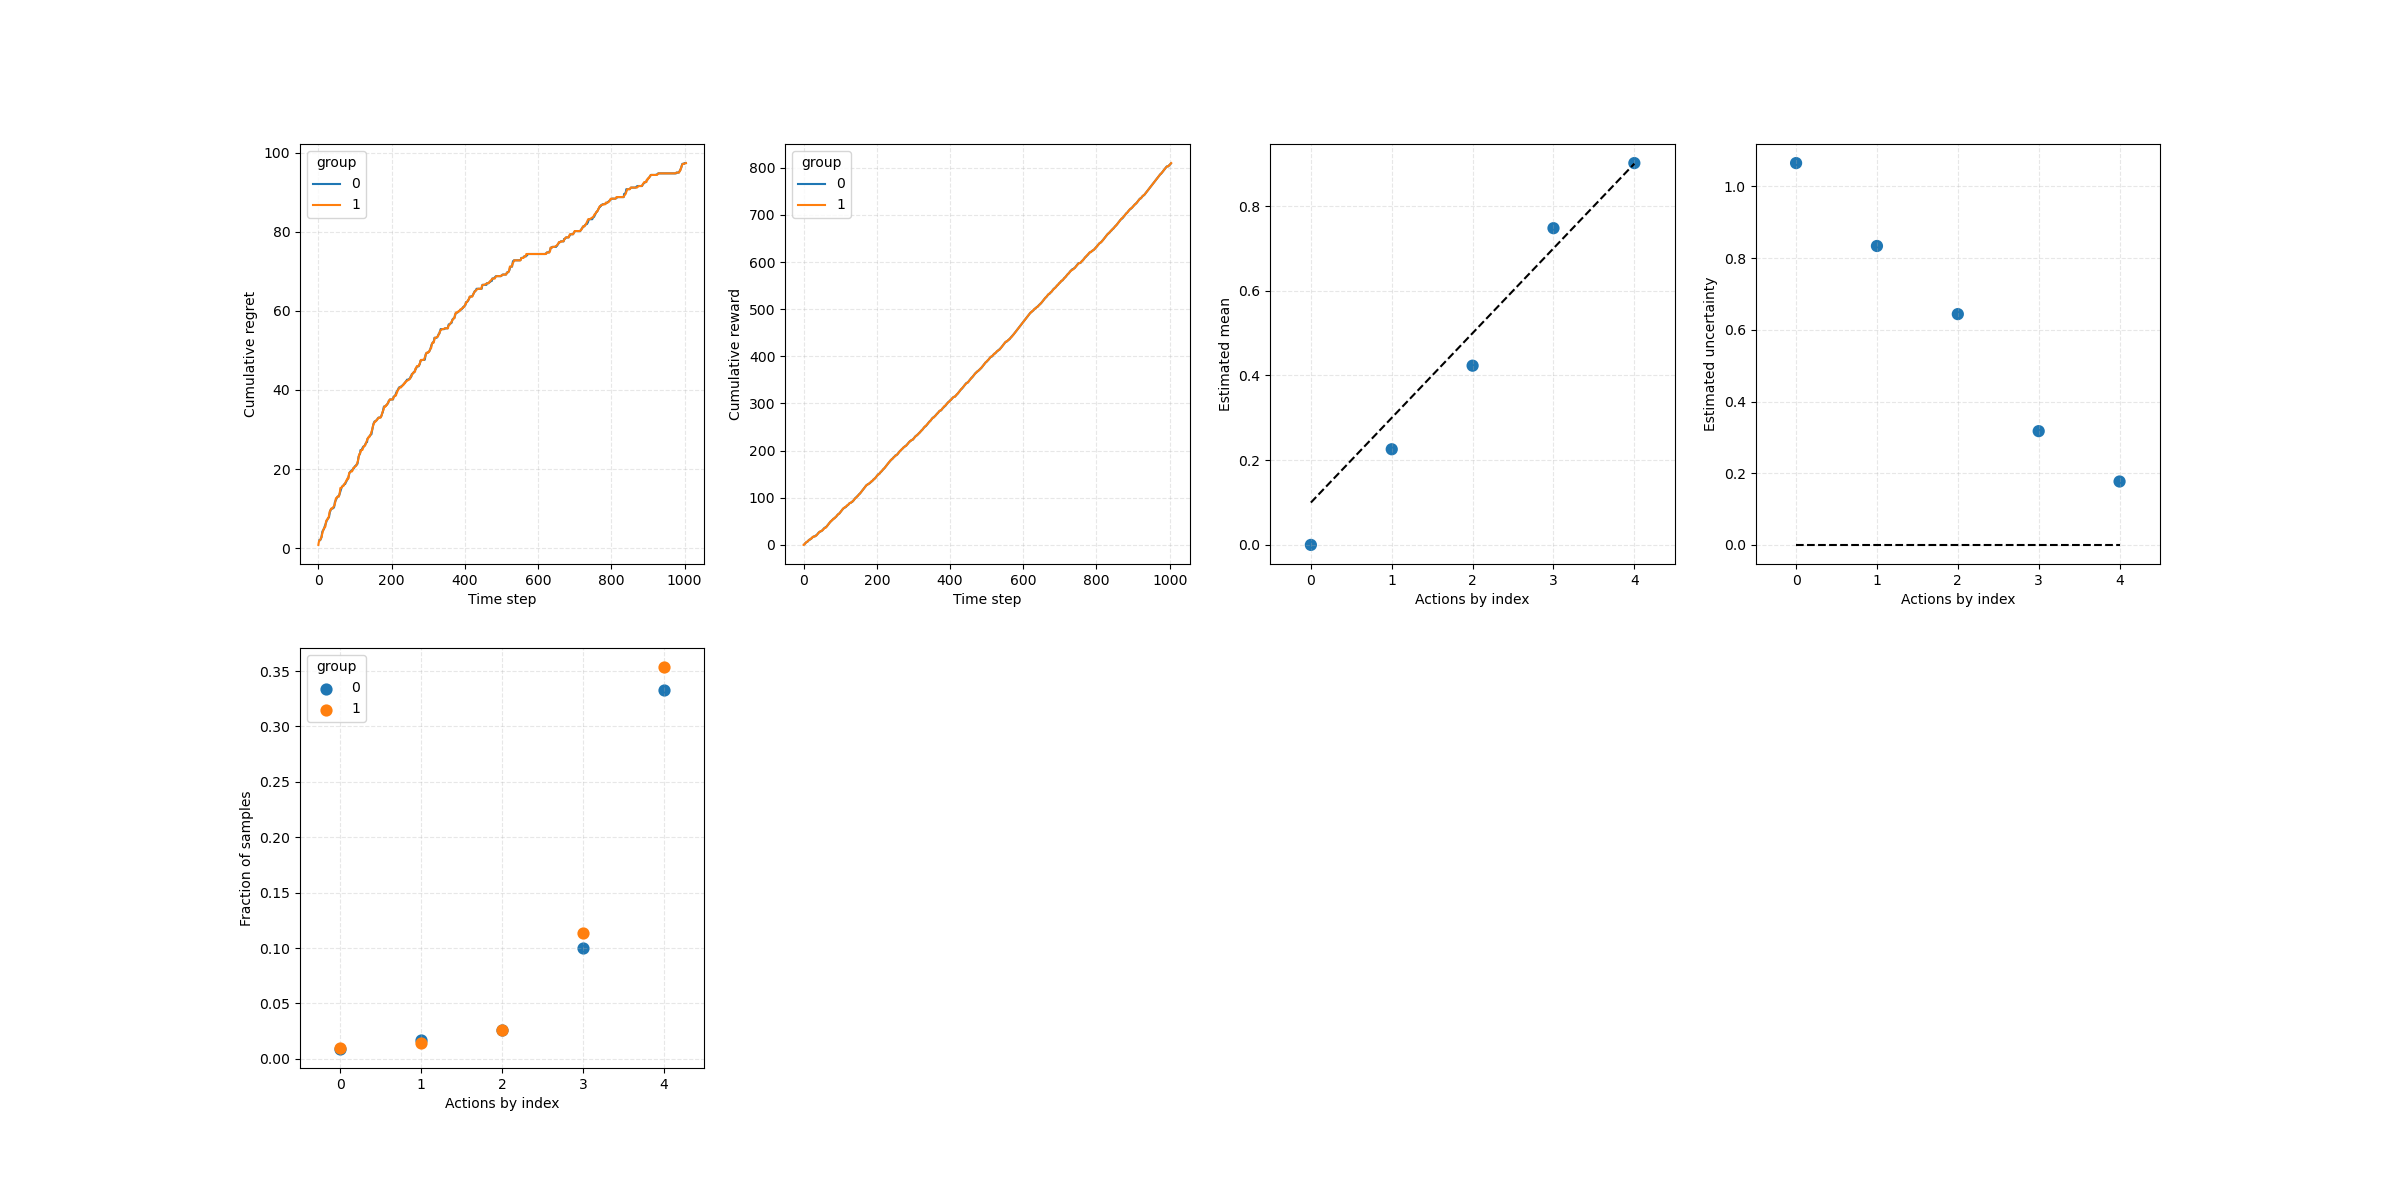 group
0
1
100
80
60
40
20
0
Cumulative regret
0 200 400 600 800 1000
Time step
group
0
1
800
700
600
500
400
300
200
100
0
Cumulative reward
0 200 400 600 800 1000
Time step
0.8
0.6
0.4
0.2
0.0
Estimated mean
0 1 2 3 4
Actions by index
1.0
0.8
0.6
0.4
0.2
0.0
Estimated uncertainty
0 1 2 3 4
Actions by index
group
0
1
0.35
0.30
0.25
0.20
0.15
0.10
0.05
0.00
Fraction of samples
0 1 2 3 4
Actions by index